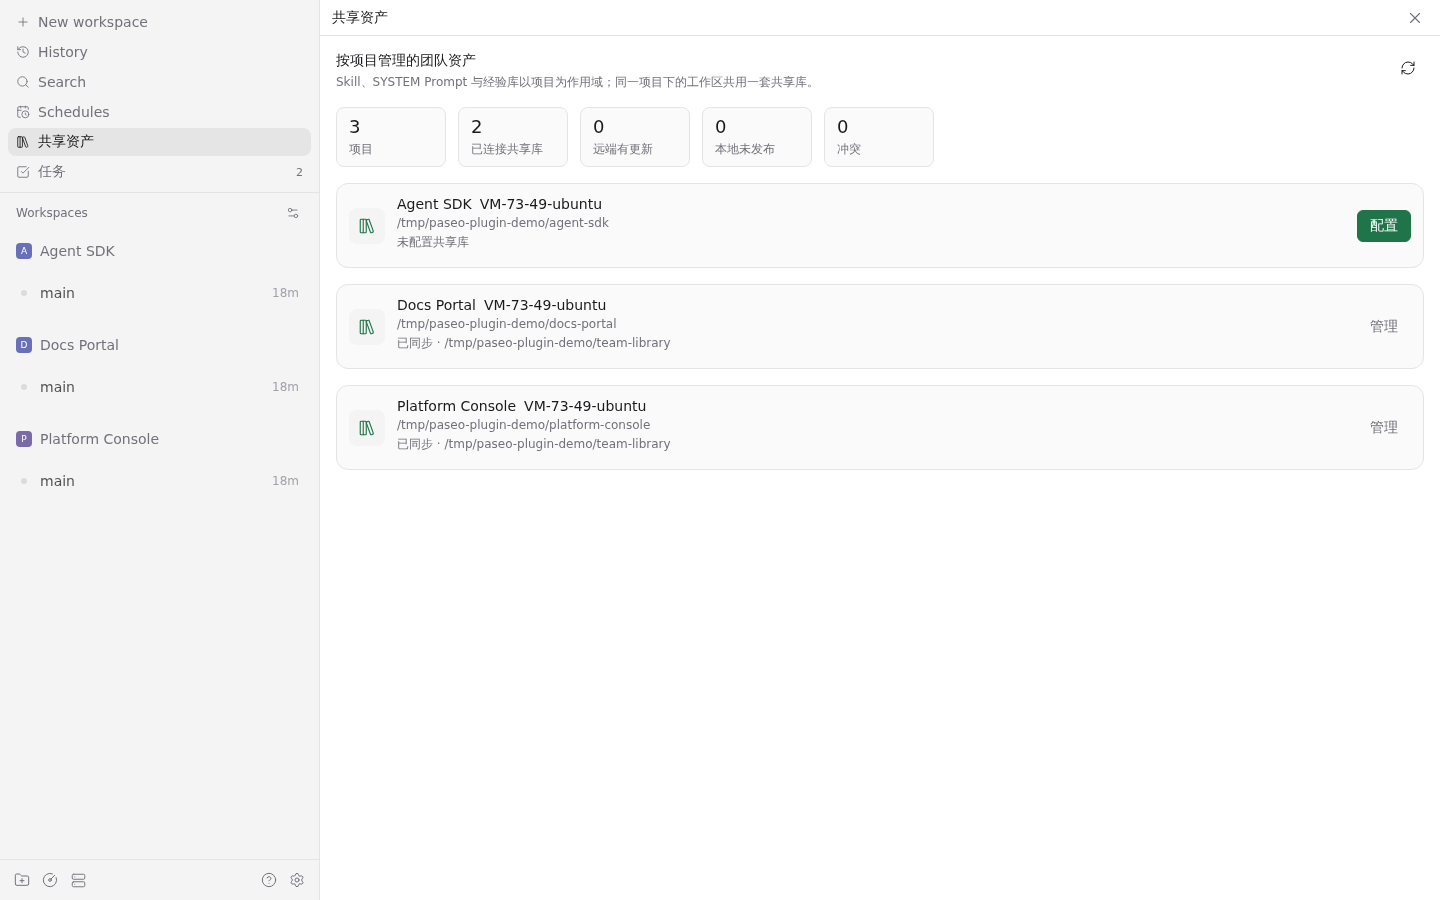 New workspace
History
Search
Schedules
共享资产
任务 2
Workspaces
A Agent SDK
main 18m
D Docs Portal
main 18m
P Platform Console
main 18m
共享资产
按项目管理的团队资产
Skill、SYSTEM Prompt 与经验库以项目为作用域；同一项目下的工作区共用一套共享库。
3
项目
2
已连接共享库
0
远端有更新
0
本地未发布
0
冲突
Agent SDK VM-73-49-ubuntu
/tmp/paseo-plugin-demo/agent-sdk
未配置共享库
配置
Docs Portal VM-73-49-ubuntu
/tmp/paseo-plugin-demo/docs-portal
已同步 · /tmp/paseo-plugin-demo/team-library
管理
Platform Console VM-73-49-ubuntu
/tmp/paseo-plugin-demo/platform-console
已同步 · /tmp/paseo-plugin-demo/team-library
管理